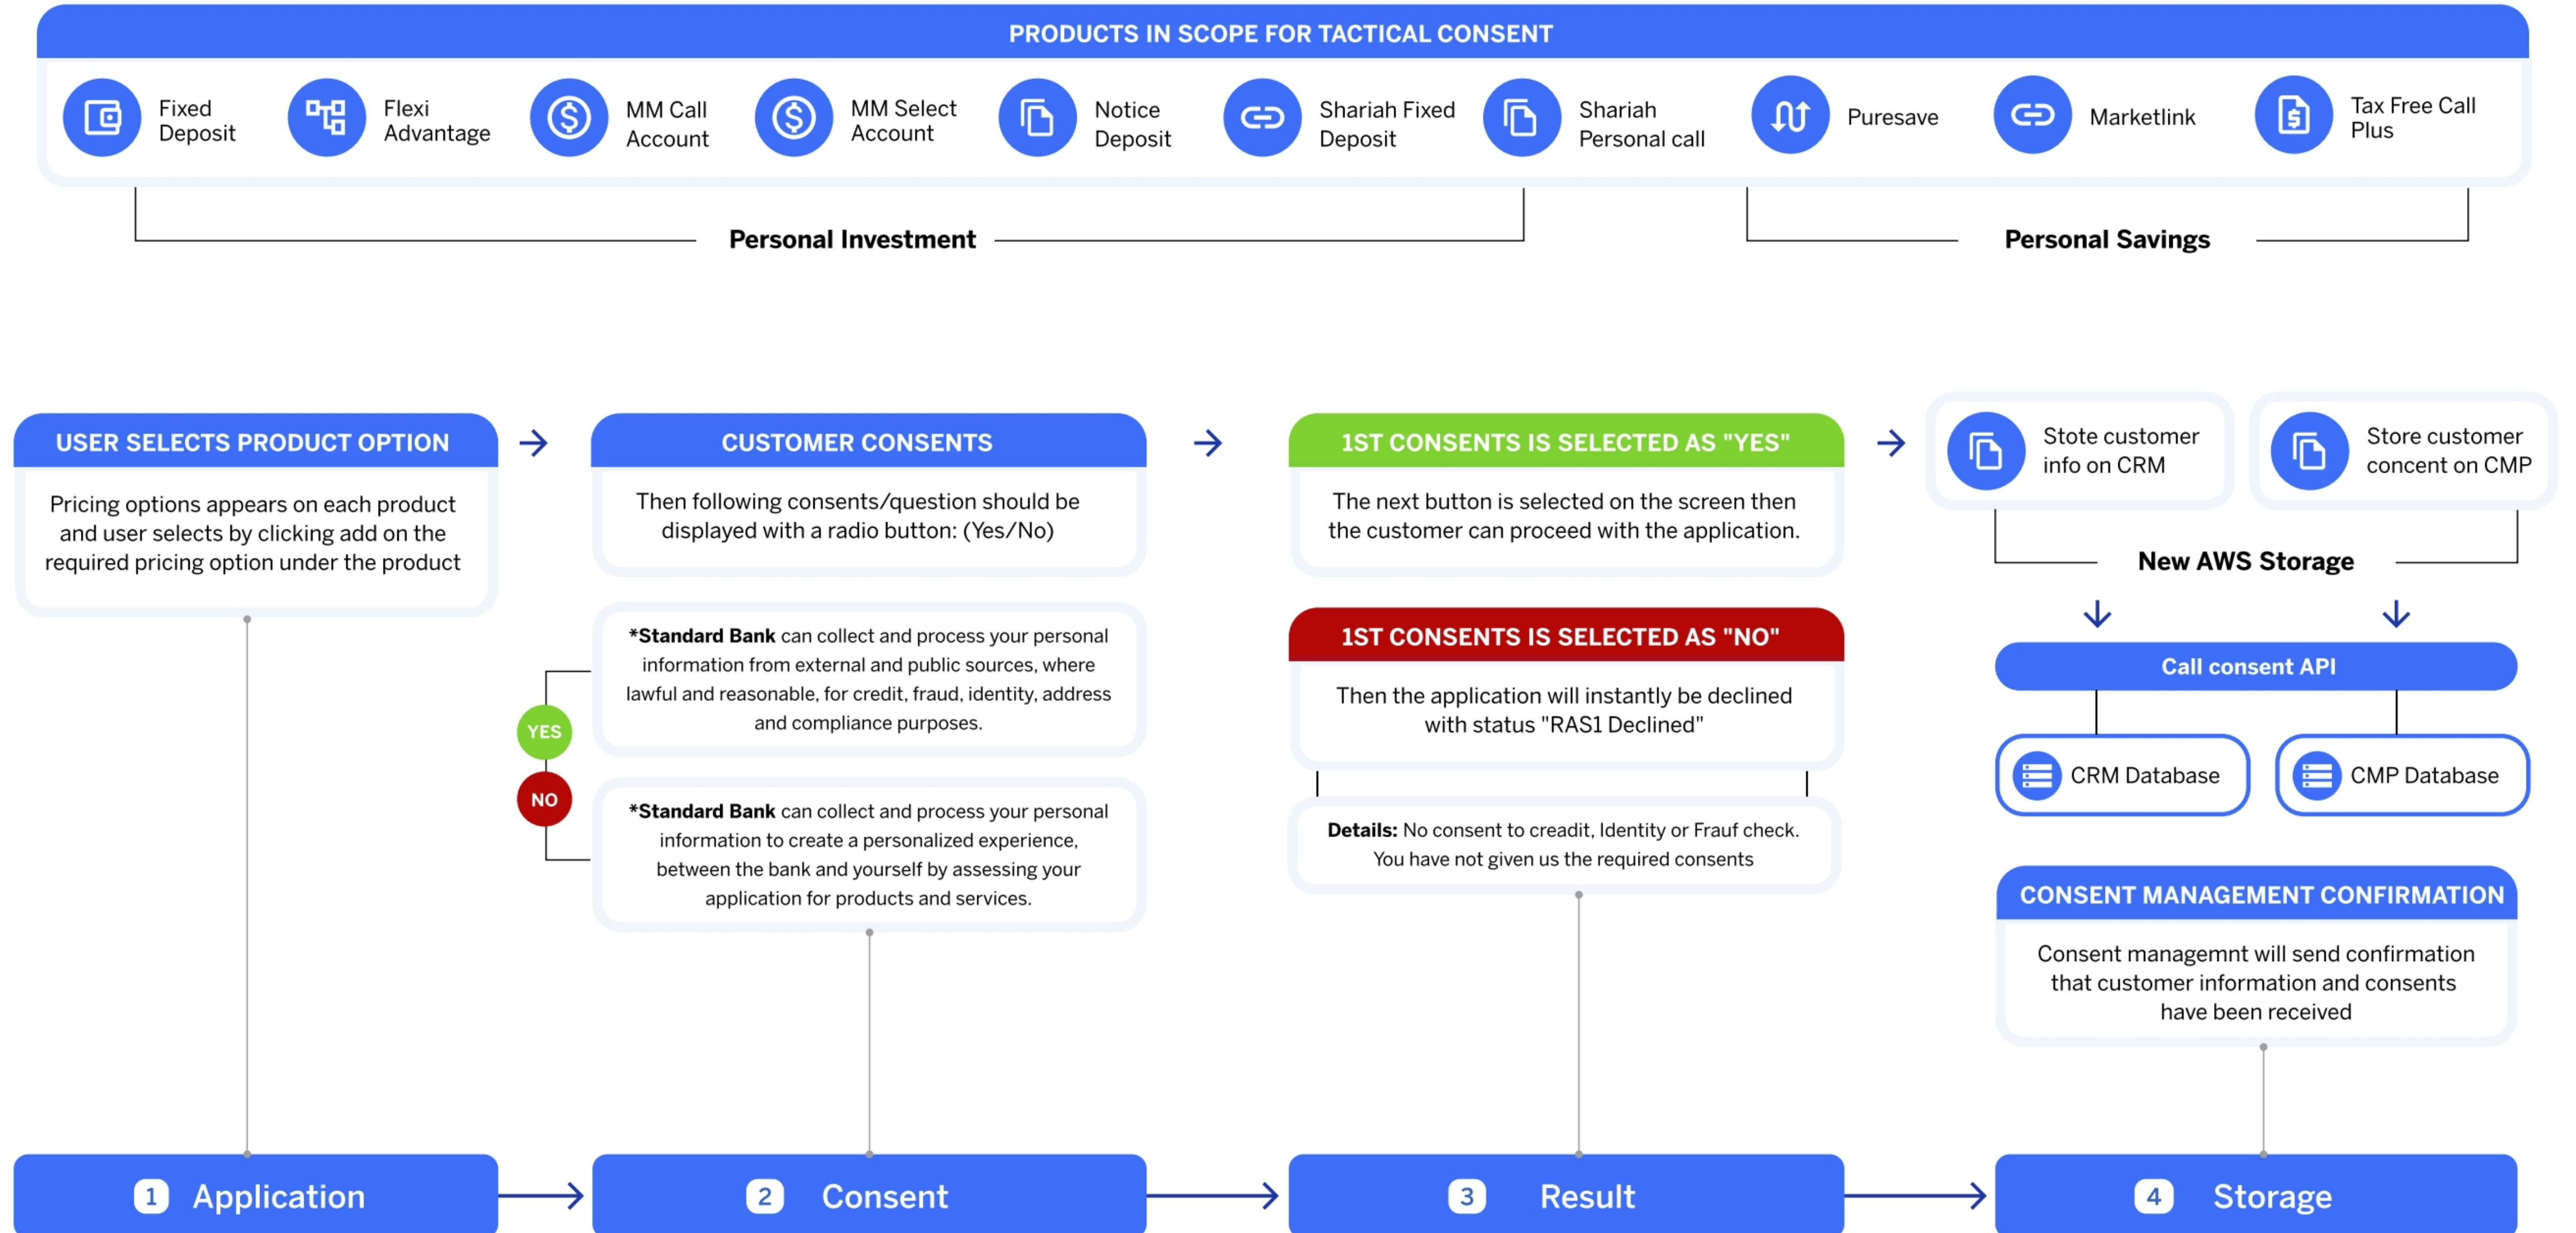 PRODUCTS IN SCOPE FOR TACTICAL CONSENT
Fixed
Deposit
Flexi
Advantage
MM Call
Account
MM Select
Account
Notice
Deposit
Shariah Fixed
Deposit
Shariah
Personal call
Puresave
Marketlink
Tax Free Call
Plus
Personal Investment
Personal Savings
USER SELECTS PRODUCT OPTION
Pricing options appears on each product
and user selects by clicking add on the
required pricing option under the product
CUSTOMER CONSENTS
Then following consents/question should be
displayed with a radio button: (Yes/No)
YES
NO
*Standard Bank can collect and process your personal
information from external and public sources, where
lawful and reasonable, for credit, fraud, identity, address
and compliance purposes.
*Standard Bank can collect and process your personal
information to create a personalized experience,
between the bank and yourself by assessing your
application for products and services.
1ST CONSENTS IS SELECTED AS "YES"
The next button is selected on the screen then
the customer can proceed with the application.
1ST CONSENTS IS SELECTED AS "NO"
Then the application will instantly be declined
with status "RAS1 Declined"
Details: No consent to creadit, Identity or Frauf check.
You have not given us the required consents
Stote customer
info on CRM
Store customer
concent on CMP
New AWS Storage
Call consent API
CRM Database
CMP Database
CONSENT MANAGEMENT CONFIRMATION
Consent managemnt will send confirmation
that customer information and consents
have been received
1 Application
2 Consent
3 Result
4 Storage